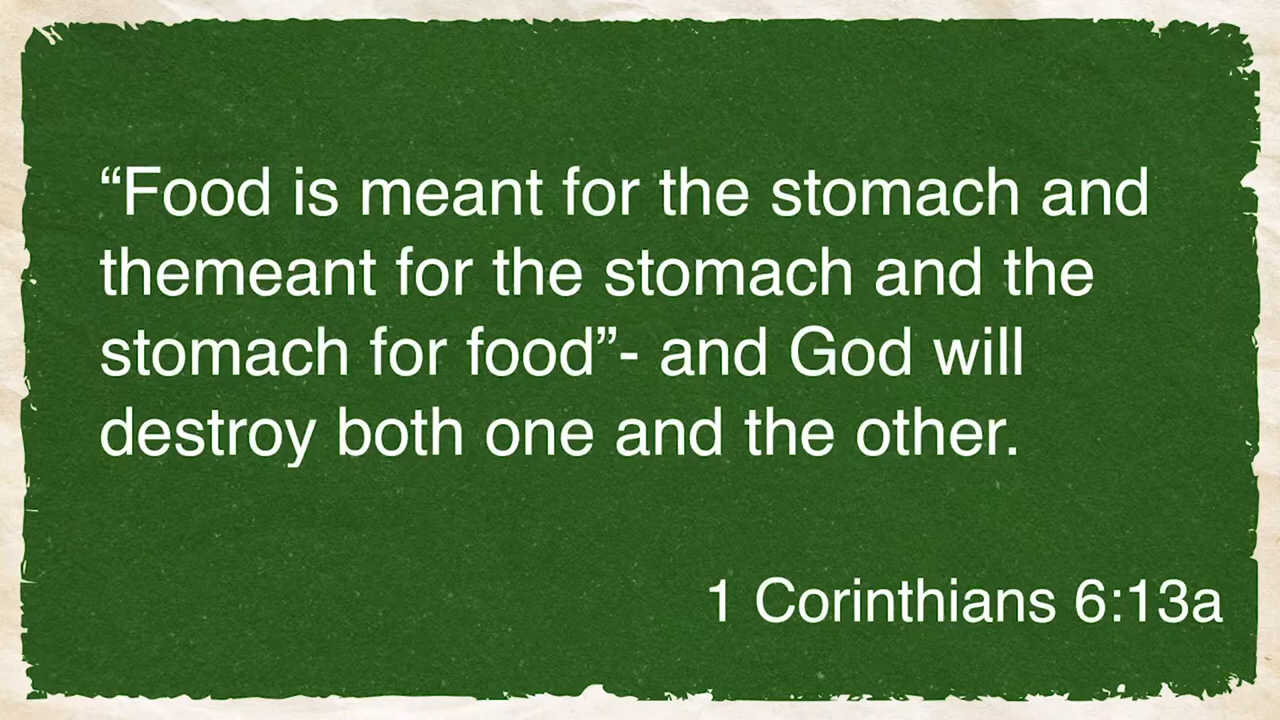 “Food is meant for the stomach and
themeant for the stomach and the
stomach for food”- and God will
destroy both one and the other.
1 Corinthians 6:13a